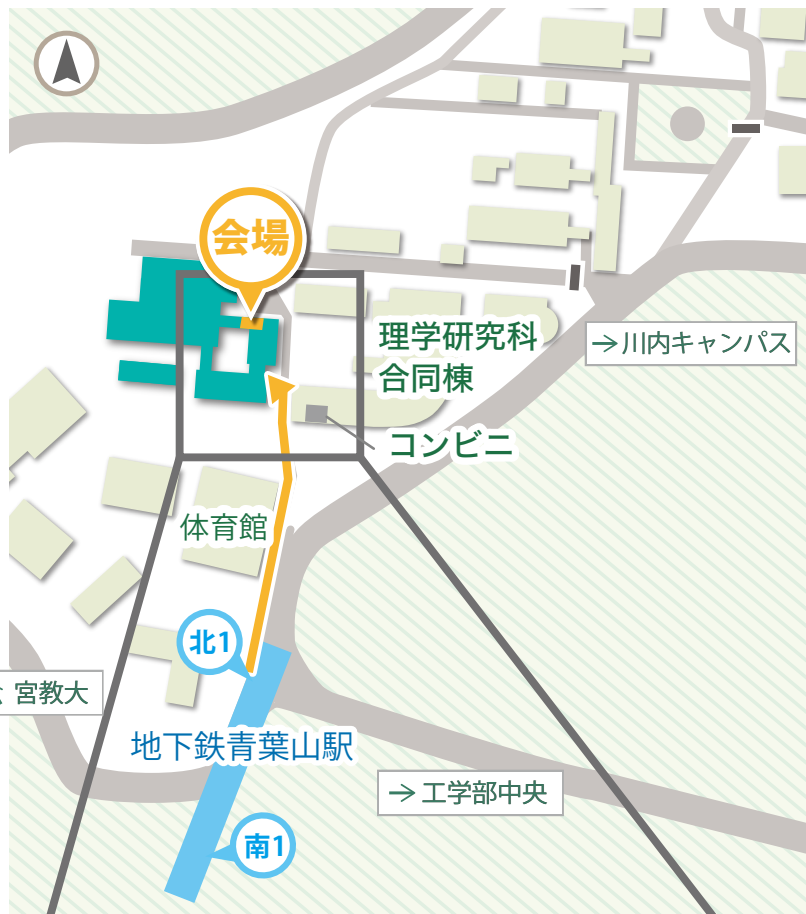 会場
理学研究科
合同棟
→川内キャンパス
コンビニ
体育館
北1
宮教大
地下鉄青葉山駅
→工学部中央
南1